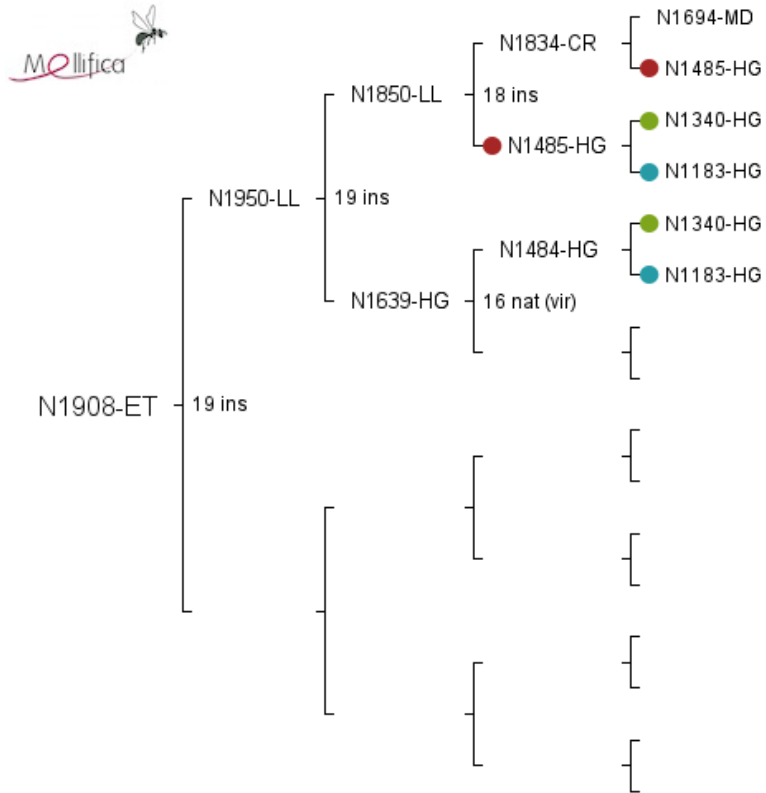 Mellifica
N1694-MD
N1834-CR
N1485-HG
N1850-LL
18 ins
N1340-HG
N1485-HG
N1183-HG
N1950-LL
19 ins
N1340-HG
N1484-HG
N1183-HG
N1639-HG
16 nat (vir)
N1908-ET
19 ins